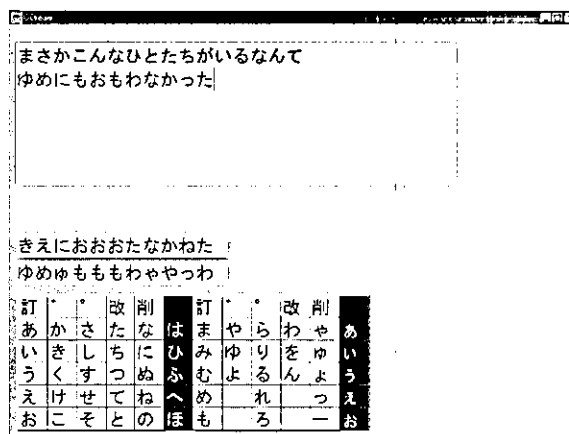 まさかこんなひとたちがいるなんて
ゆめにもおもわなかった
きえにおおおたなかねた
ゆめゅもももわゃやっわ
訂 ゛ ゜ 改 削 訂 ゛ ゜ 改 削
あ か さ た な は ま や ら わ ゃ あ
い き し ち に ひ み ゆ り を ゅ い
う く す つ ぬ ふ む よ る ん ょ う
え け せ て ね へ め れ っ え
お こ そ と の ほ も ろ ー お